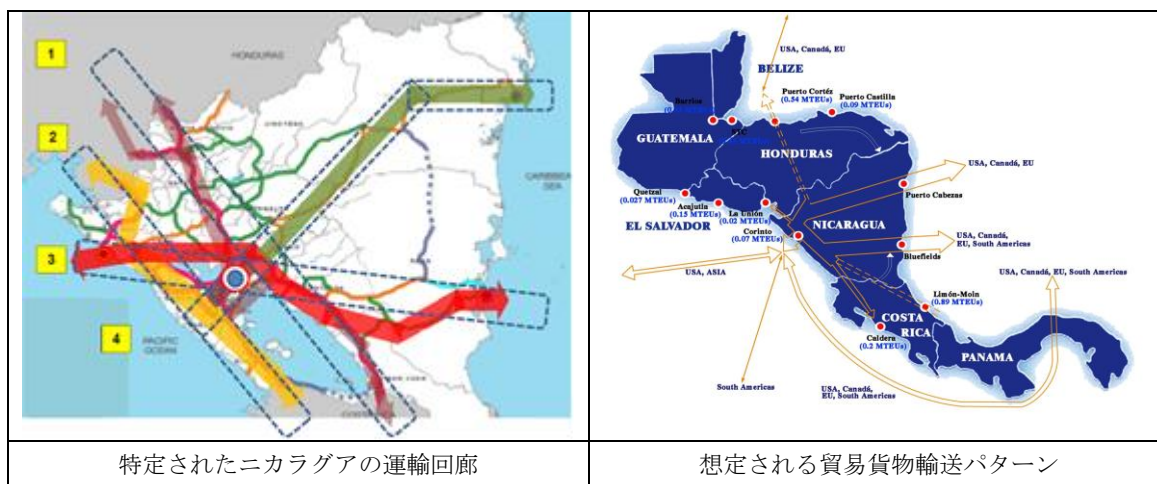 1
HONDURAS
2
CARIBBEAN
SEA
3
4
PACIFIC
OCEAN
特定されたニカラグアの運輸回廊
USA, Canadá, EU
BELIZE
Puerto Cortéz
(0.54 MTEUs)
Puerto Castilla
(0.09 MTEUs)
Barrios
GUATEMALA
HONDURAS
USA, Canadá, EU
Quetzal
(0.027 MTEUs)
Acajutla
(0.15 MTEUs)
La Unión
(0.02 MTEUs)
Puerto Cabezas
EL SALVADOR
NICARAGUA
Corinto
(0.07 MTEUs)
USA, Canadá,
EU, South Americas
Bluefields
USA, ASIA
USA, Canadá, EU, South Americas
Limón-Moín
(0.89 MTEUs)
COSTA
RICA
Caldera
(0.2 MTEUs)
PANAMA
South Americas
USA, Canadá,
EU, South Americas
想定される貿易貨物輸送パターン